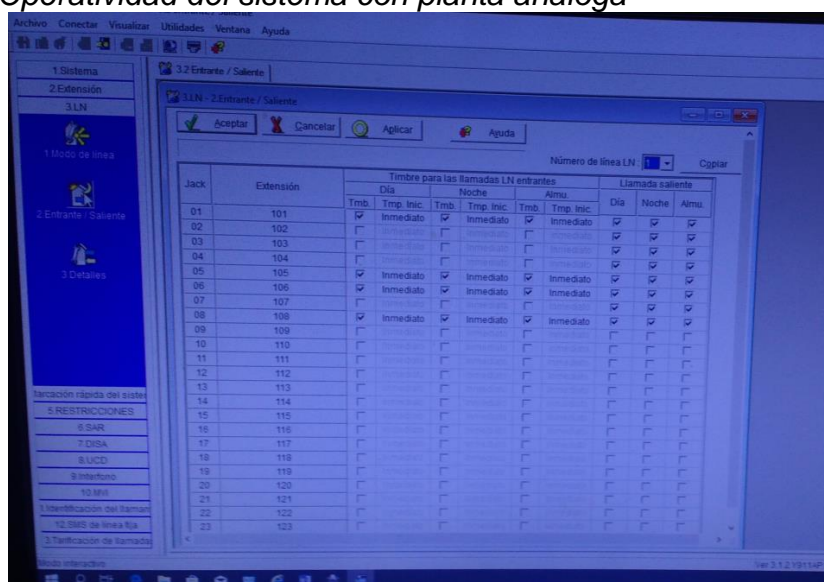 Operatividad del sistema con planta análoga
Archivo Conectar Visualizar Utilidades Ventana Ayuda
1.Sistema
2.Extensión
3.LN
1.Modo de línea
2.Entrante / Saliente
3.Detalles
5.RESTRICCIONES
6.SAR
7.DISA
8.UCD
9.Interfono
10.MVI
12.SMS de línea fija
Modo interactivo
3.2 Entrante / Saliente
3.LN - 2.Entrante / Saliente
Aceptar Cancelar Aplicar Ayuda
Número de línea LN 1 Copiar
Jack Extensión Timbre para las llamadas LN entrantes Llamada saliente
Día Noche Almu. Día Noche Almu.
Tmb. Tmp. Inic. Tmb. Tmp. Inic. Tmb. Tmp. Inic.
01 101 Inmediato Inmediato Inmediato
02 102
03 103
04 104
05 105 Inmediato Inmediato Inmediato
06 106 Inmediato Inmediato Inmediato
07 107
08 108 Inmediato Inmediato Inmediato
09 109
10 110
11 111
12 112
13 113
14 114
15 115
16 116
17 117
18 118
19 119
20 120
21 121
22 122
23 123